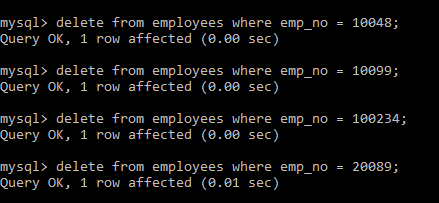 mysql> delete from employees where emp_no = 10048;
Query OK, 1 row affected (0.00 sec)
mysql> delete from employees where emp_no = 10099;
Query OK, 1 row affected (0.00 sec)
mysql> delete from employees where emp_no = 100234;
Query OK, 1 row affected (0.00 sec)
mysql> delete from employees where emp_no = 20089;
Query OK, 1 row affected (0.01 sec)